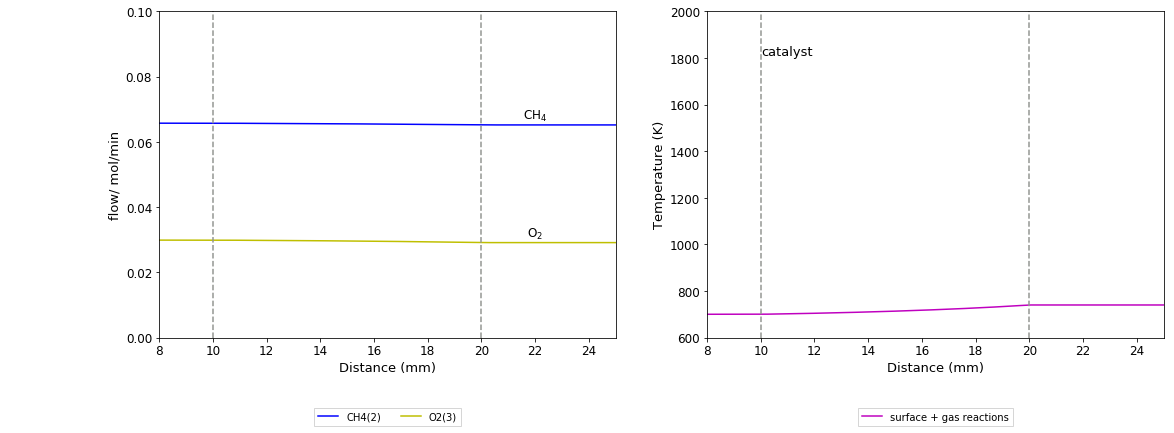 0.10
0.08
0.06
0.04
0.02
0.00
flow/ mol/min
CH4
O2
8 10 12 14 16 18 20 22 24
Distance (mm)
CH4(2) O2(3)
2000
1800
1600
1400
1200
1000
800
600
Temperature (K)
catalyst
8 10 12 14 16 18 20 22 24
Distance (mm)
surface + gas reactions